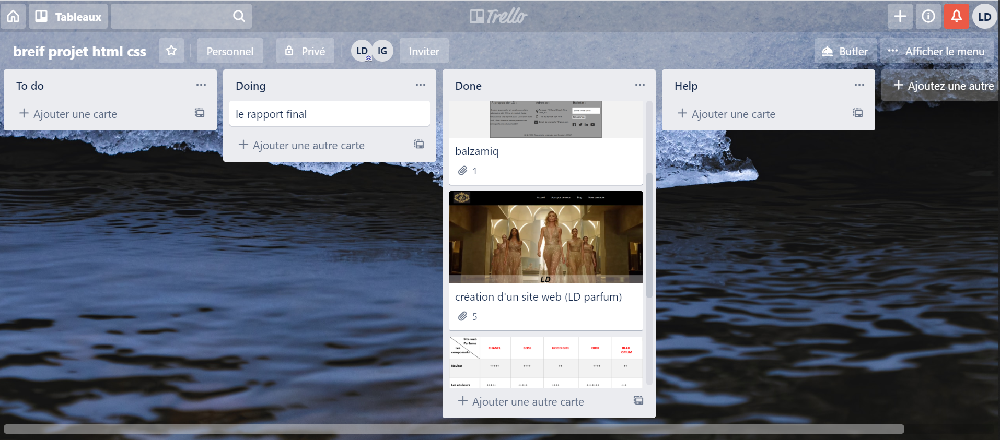 Tableaux
Trello
LD
breif projet html css
Personnel
Privé
LD IG
Inviter
Butler
Afficher le menu
To do
Ajouter une carte
Doing
le rapport final
Ajouter une autre carte
Done
A propos de LD :
Adresse :
Bulletin :
Souscrire
balzamiq
1
Accueil A propos de nous Blog Nous contacter
LD
création d'un site web (LD parfum)
5
Site web
Parfums
Les
composants
CHANEL BOSS GOOD GIRL DIOR BLAK
OPIUM
Navbar +++++ ++++ ++ ++++ ++
Les couleurs +++++ +++++ ++++ +++++++ +++
Ajouter une autre carte
Help
Ajouter une carte
Ajoutez une autre